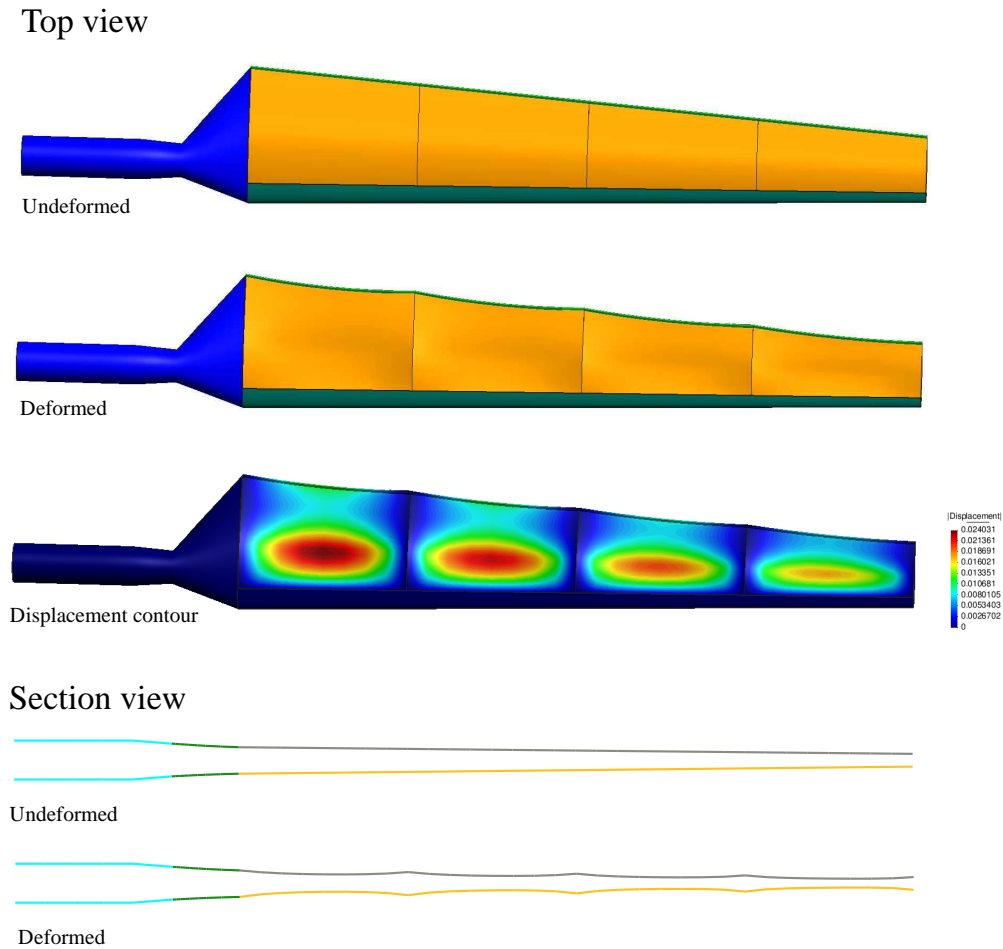 Top view
Undeformed
Deformed
|Displacement|
0.024031
0.021361
0.018691
0.016021
0.013351
0.010681
0.0080105
0.0053403
0.0026702
0
Displacement contour
Section view
Undeformed
Deformed